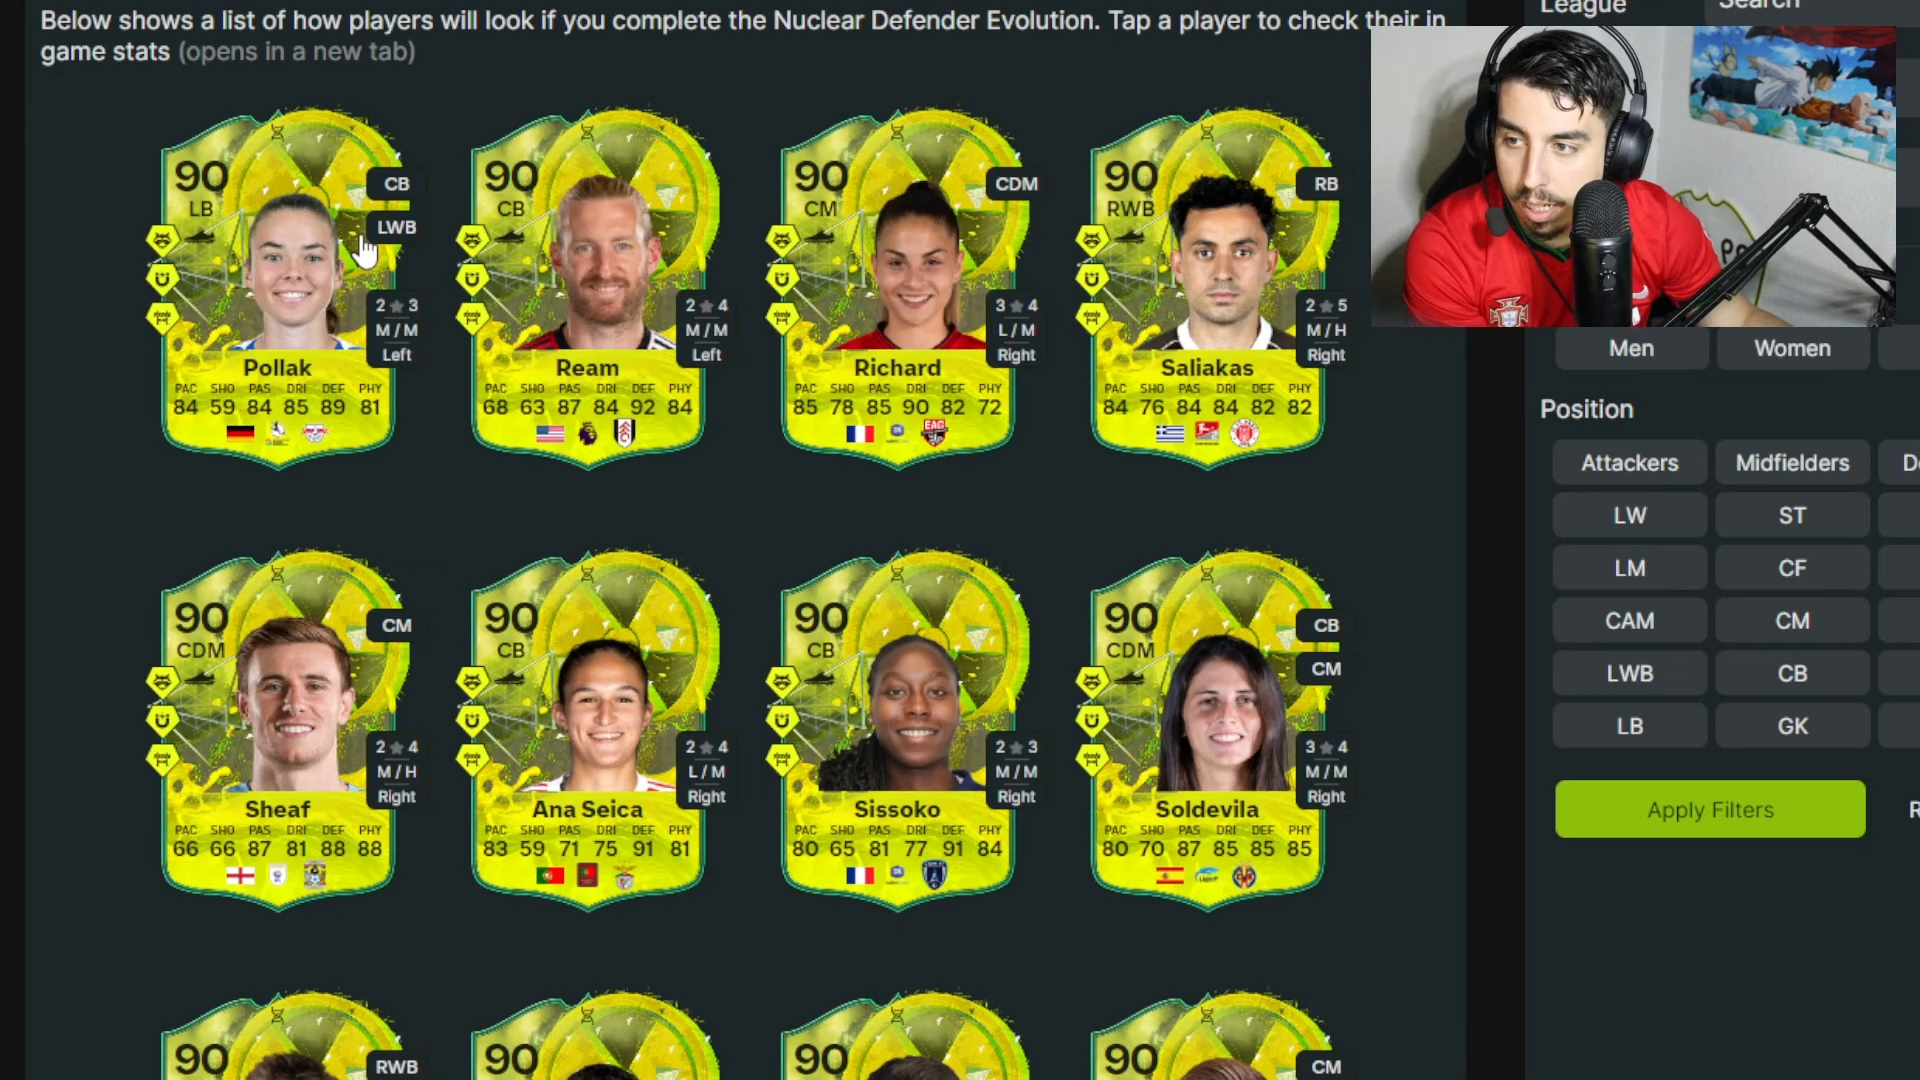 Below shows a list of how players will look if you complete the Nuclear Defender Evolution. Tap a player to check their in
game stats (opens in a new tab)
League
Search
90 LB CB LWB
2 ★ 3
M / M
Left
Pollak
PAC SHO PAS DRI DEF PHY
84 59 84 85 89 81
90 CB
2 ★ 4
M / M
Left
Ream
PAC SHO PAS DRI DEF PHY
68 63 87 84 92 84
90 CM CDM
3 ★ 4
L / M
Right
Richard
PAC SHO PAS DRI DEF PHY
85 78 85 90 82 72
EAG
90 RWB RB
2 ★ 5
M / H
Right
Saliakas
PAC SHO PAS DRI DEF PHY
84 76 84 84 82 82
90 CDM CM
2 ★ 4
M / H
Right
Sheaf
PAC SHO PAS DRI DEF PHY
66 66 87 81 88 88
90 CB
2 ★ 4
L / M
Right
Ana Seica
PAC SHO PAS DRI DEF PHY
83 59 71 75 91 81
90 CB
2 ★ 3
M / M
Right
Sissoko
PAC SHO PAS DRI DEF PHY
80 65 81 77 91 84
90 CDM CB CM
3 ★ 4
M / M
Right
Soldevila
PAC SHO PAS DRI DEF PHY
80 70 87 85 85 85
90 RWB
90
90
90 CM
Men Women
Position
Attackers Midfielders
LW ST
LM CF
CAM CM
LWB CB
LB GK
Apply Filters